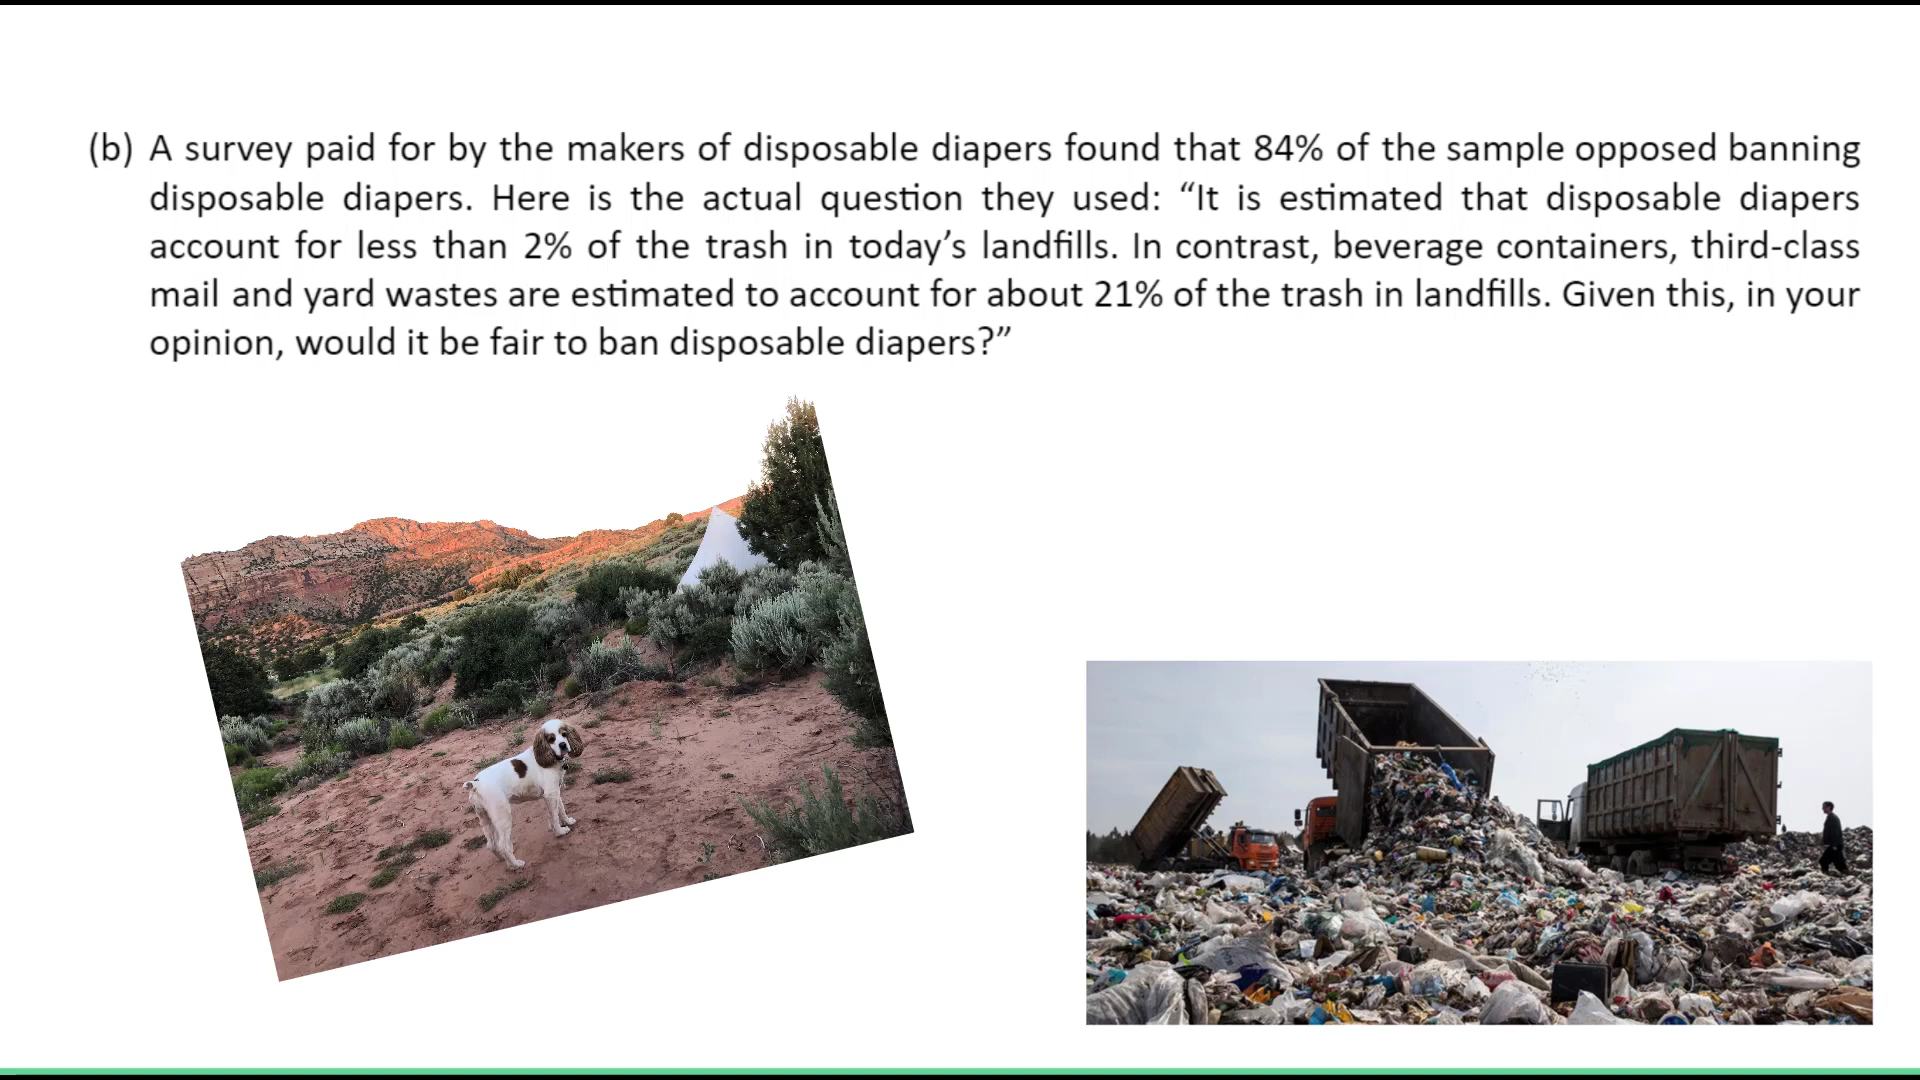 (b) A survey paid for by the makers of disposable diapers found that 84% of the sample opposed banning
disposable diapers. Here is the actual question they used: “It is estimated that disposable diapers
account for less than 2% of the trash in today’s landfills. In contrast, beverage containers, third-class
mail and yard wastes are estimated to account for about 21% of the trash in landfills. Given this, in your
opinion, would it be fair to ban disposable diapers?”